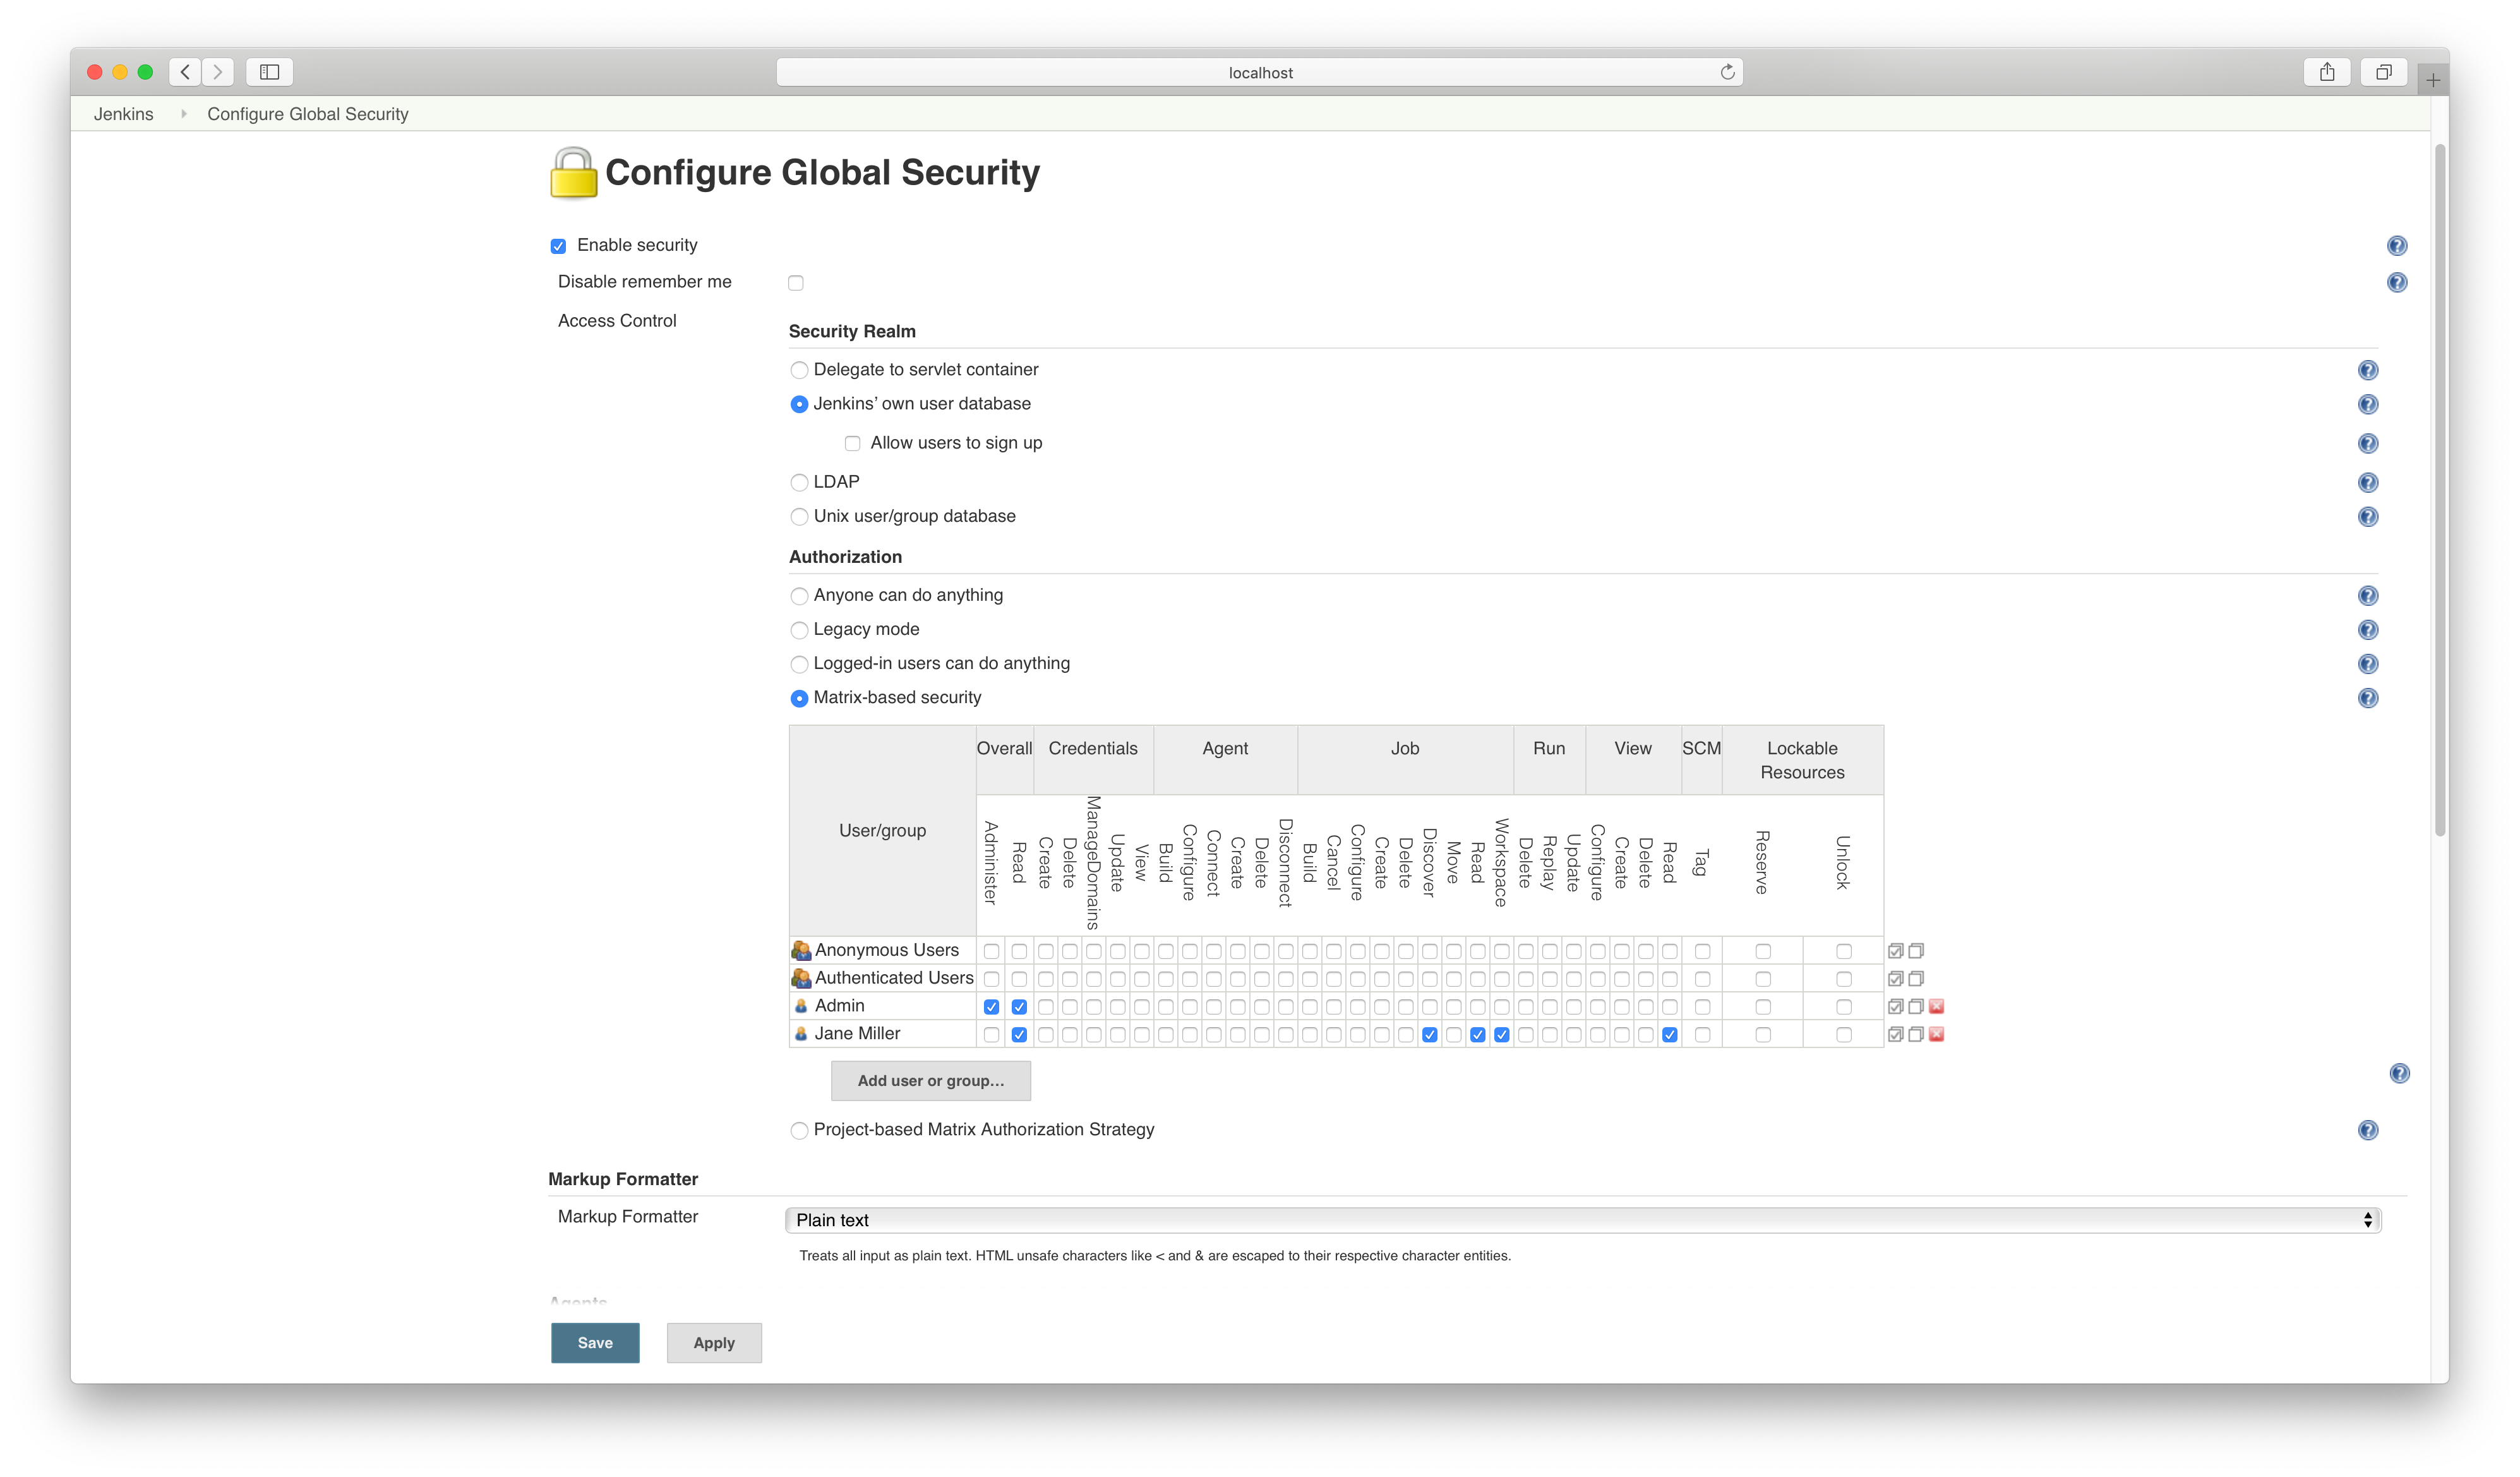 localhost
Jenkins Configure Global Security
Configure Global Security
Enable security
Disable remember me
Access Control
Security Realm
Delegate to servlet container
Jenkins’ own user database
Allow users to sign up
LDAP
Unix user/group database
Authorization
Anyone can do anything
Legacy mode
Logged-in users can do anything
Matrix-based security
User/group Overall Credentials Agent Job Run View SCM Lockable Resources
Administer Read Create Delete ManageDomains Update View Build Configure Connect Create Delete Disconnect Build Cancel Configure Create Delete Discover Move Read Workspace Delete Replay Update Configure Create Delete Read Tag Reserve Unlock
Anonymous Users
Authenticated Users
Admin
Jane Miller
Add user or group...
Project-based Matrix Authorization Strategy
Markup Formatter
Markup Formatter Plain text
Treats all input as plain text. HTML unsafe characters like < and & are escaped to their respective character entities.
Agents
Save Apply